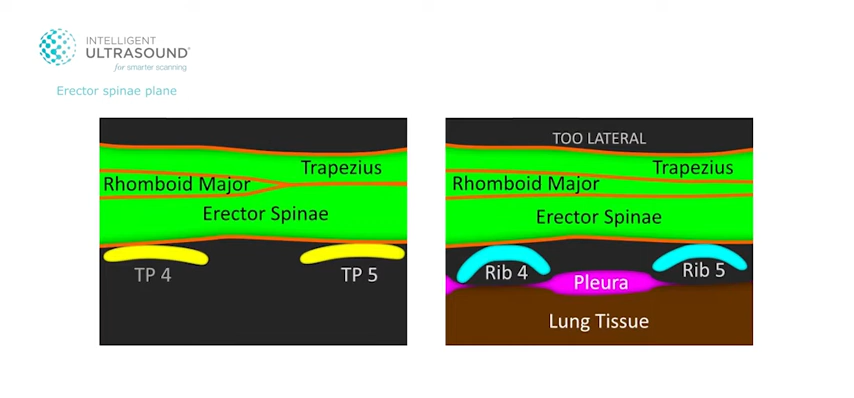 INTELLIGENT
ULTRASOUND®
for smarter scanning
Erector spinae plane
Trapezius
Rhomboid Major
Erector Spinae
TP 4
TP 5
TOO LATERAL
Trapezius
Rhomboid Major
Erector Spinae
Rib 4
Rib 5
Pleura
Lung Tissue